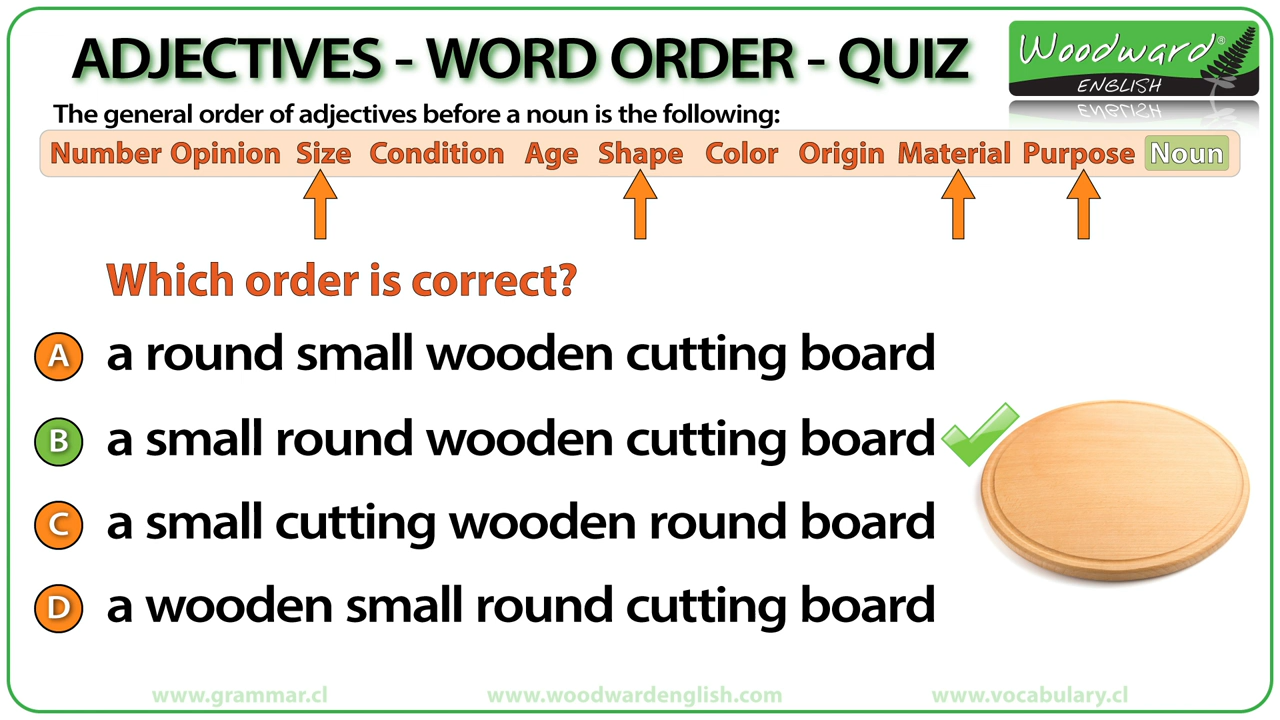 ADJECTIVES - WORD ORDER - QUIZ
Woodward®
ENGLISH
The general order of adjectives before a noun is the following:
Number Opinion Size Condition Age Shape Color Origin Material Purpose Noun
Which order is correct?
A a round small wooden cutting board
B a small round wooden cutting board
C a small cutting wooden round board
D a wooden small round cutting board
www.grammar.cl www.woodwardenglish.com www.vocabulary.cl